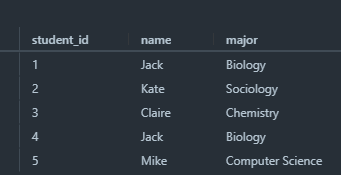 student_id name major
1 Jack Biology
2 Kate Sociology
3 Claire Chemistry
4 Jack Biology
5 Mike Computer Science